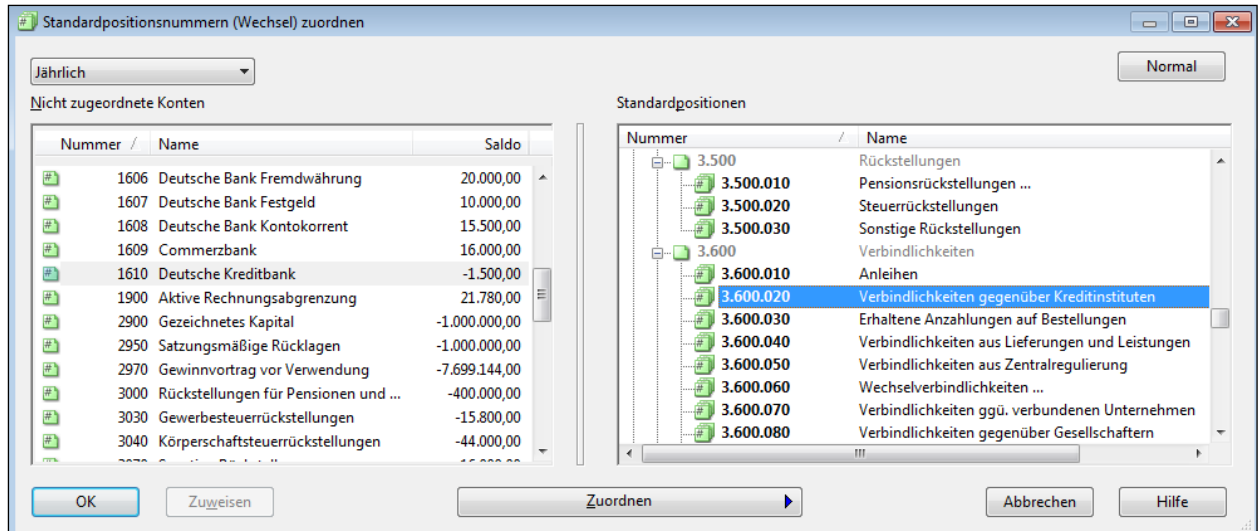 Standardpositionsnummern (Wechsel) zuordnen
Jährlich
Normal
Nicht zugeordnete Konten
Nummer Name Saldo
1606 Deutsche Bank Fremdwährung 20.000,00
1607 Deutsche Bank Festgeld 10.000,00
1608 Deutsche Bank Kontokorrent 15.500,00
1609 Commerzbank 16.000,00
1610 Deutsche Kreditbank -1.500,00
1900 Aktive Rechnungsabgrenzung 21.780,00
2900 Gezeichnetes Kapital -1.000.000,00
2950 Satzungsmäßige Rücklagen -1.000.000,00
2970 Gewinnvortrag vor Verwendung -7.699.144,00
3000 Rückstellungen für Pensionen und ... -400.000,00
3030 Gewerbesteuerrückstellungen -15.800,00
3040 Körperschaftsteuerrückstellungen -44.000,00
Standardpositionen
Nummer Name
3.500 Rückstellungen
3.500.010 Pensionsrückstellungen ...
3.500.020 Steuerrückstellungen
3.500.030 Sonstige Rückstellungen
3.600 Verbindlichkeiten
3.600.010 Anleihen
3.600.020 Verbindlichkeiten gegenüber Kreditinstituten
3.600.030 Erhaltene Anzahlungen auf Bestellungen
3.600.040 Verbindlichkeiten aus Lieferungen und Leistungen
3.600.050 Verbindlichkeiten aus Zentralregulierung
3.600.060 Wechselverbindlichkeiten ...
3.600.070 Verbindlichkeiten ggü. verbundenen Unternehmen
3.600.080 Verbindlichkeiten gegenüber Gesellschaftern
OK
Zuweisen
Zuordnen
Abbrechen
Hilfe